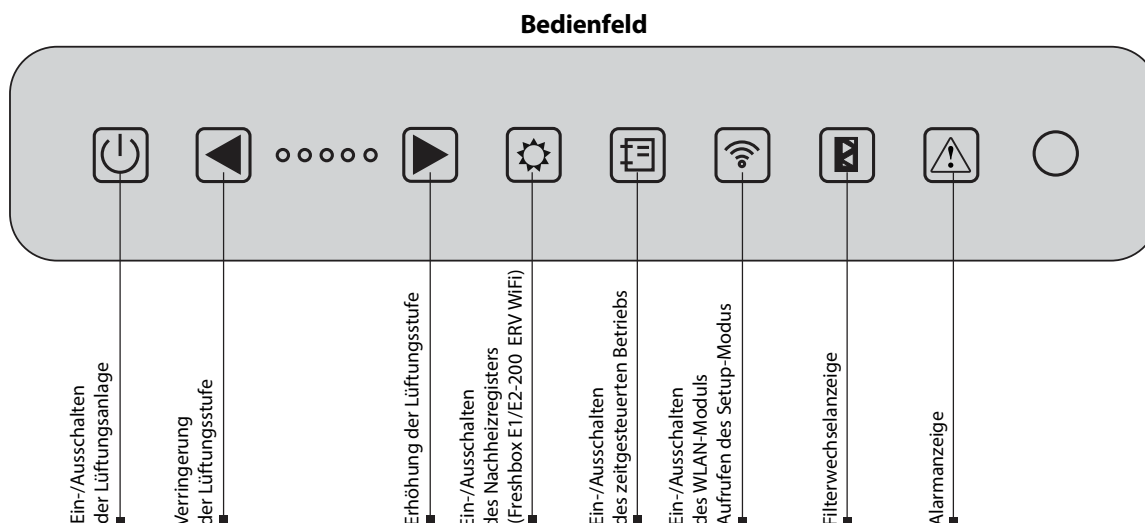 Bedienfeld
Ein-/Ausschalten
der Lüftungsanlage
Verringerung
der Lüftungsstufe
Erhöhung der Lüftungsstufe
Ein-/Ausschalten
des Nachheizregisters
(Freshbox E1/E2-200 ERV WiFi)
Ein-/Ausschalten
des zeitgesteuerten Betriebs
Ein-/Ausschalten
des WLAN-Moduls
Aufrufen des Setup-Modus
Filterwechselanzeige
Alarmanzeige